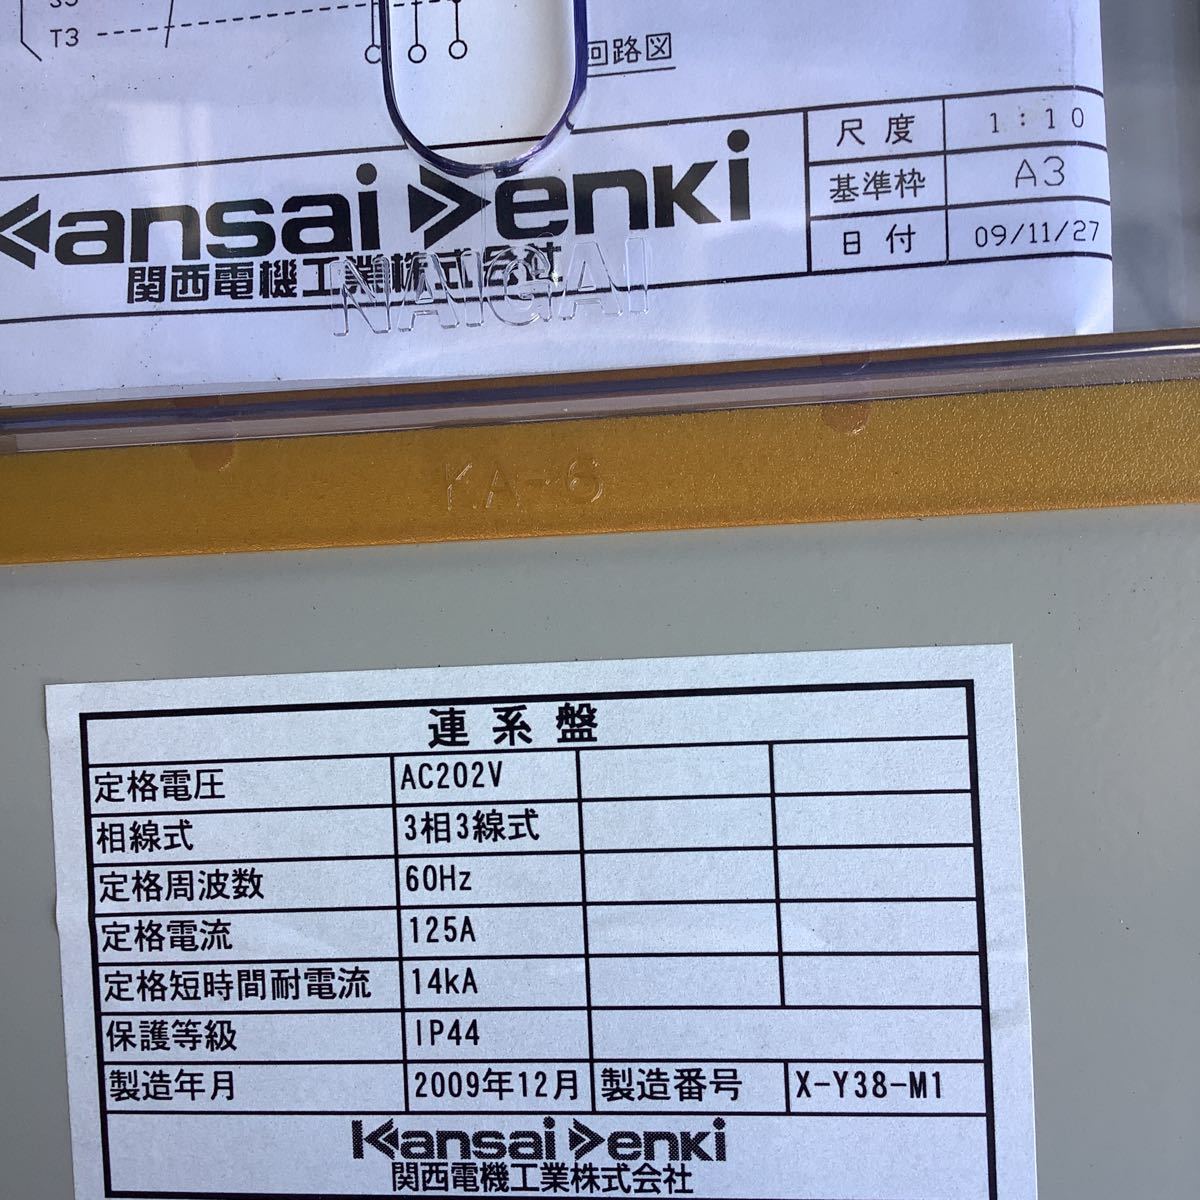 T3
回路図
尺度 1:10
基準枠 A3
日付 09/11/27
Kansai Denki
関西電機工業株式会社
NAIGAI
KA-6
連系盤
定格電圧 AC202V
相線式 3相3線式
定格周波数 60Hz
定格電流 125A
定格短時間耐電流 14kA
保護等級 IP44
製造年月 2009年12月 製造番号 X-Y38-M1
Kansai Denki
関西電機工業株式会社